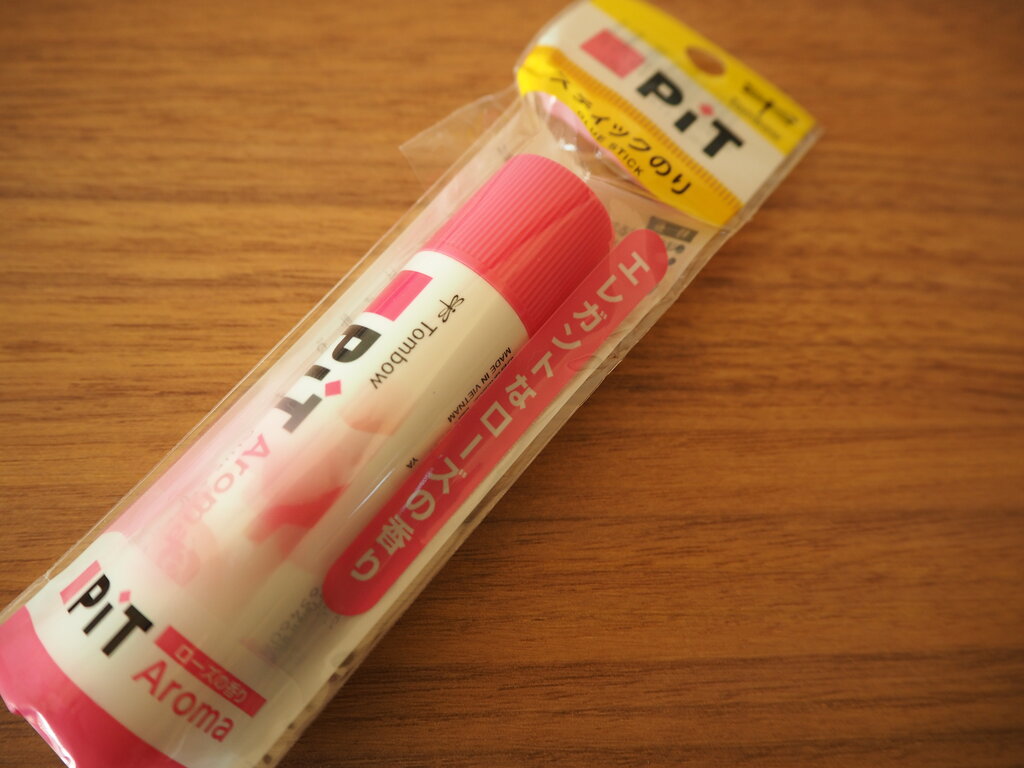 PiT
スティックのり
GLUE STICK
エレガントなローズの香り
Tombow
PiT
Aroma
MADE IN VIETNAM
YA
PiT
ローズの香り
Aroma